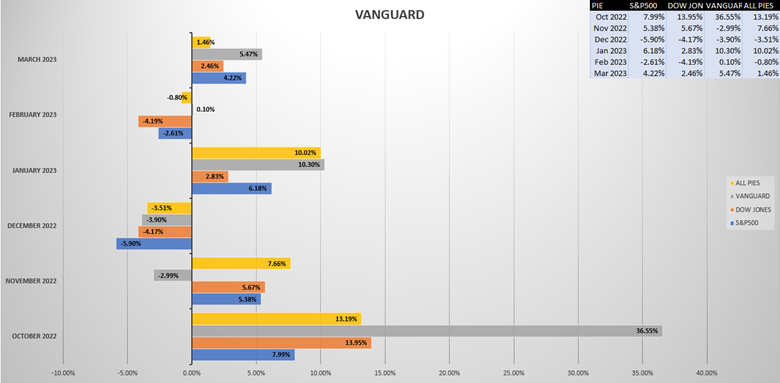 VANGUARD
PIE S&P500 DOW JON VANGUAF ALL PIES
Oct 2022 7.99% 13.95% 36.55% 13.19%
Nov 2022 5.38% 5.67% -2.99% 7.66%
Dec 2022 -5.90% -4.17% -3.90% -3.51%
Jan 2023 6.18% 2.83% 10.30% 10.02%
Feb 2023 -2.61% -4.19% 0.10% -0.80%
Mar 2023 4.22% 2.46% 5.47% 1.46%
MARCH 2023
1.46%
5.47%
2.46%
4.22%
FEBRUARY 2023
-0.80%
0.10%
-4.19%
-2.61%
JANUARY 2023
10.02%
10.30%
2.83%
6.18%
DECEMBER 2022
-3.51%
-3.90%
-4.17%
-5.90%
NOVEMBER 2022
7.66%
-2.99%
5.67%
5.38%
OCTOBER 2022
13.19%
36.55%
13.95%
7.99%
ALL PIES
VANGUARD
DOW JONES
S&P500
-10.00% -5.00% 0.00% 5.00% 10.00% 15.00% 20.00% 25.00% 30.00% 35.00% 40.00%